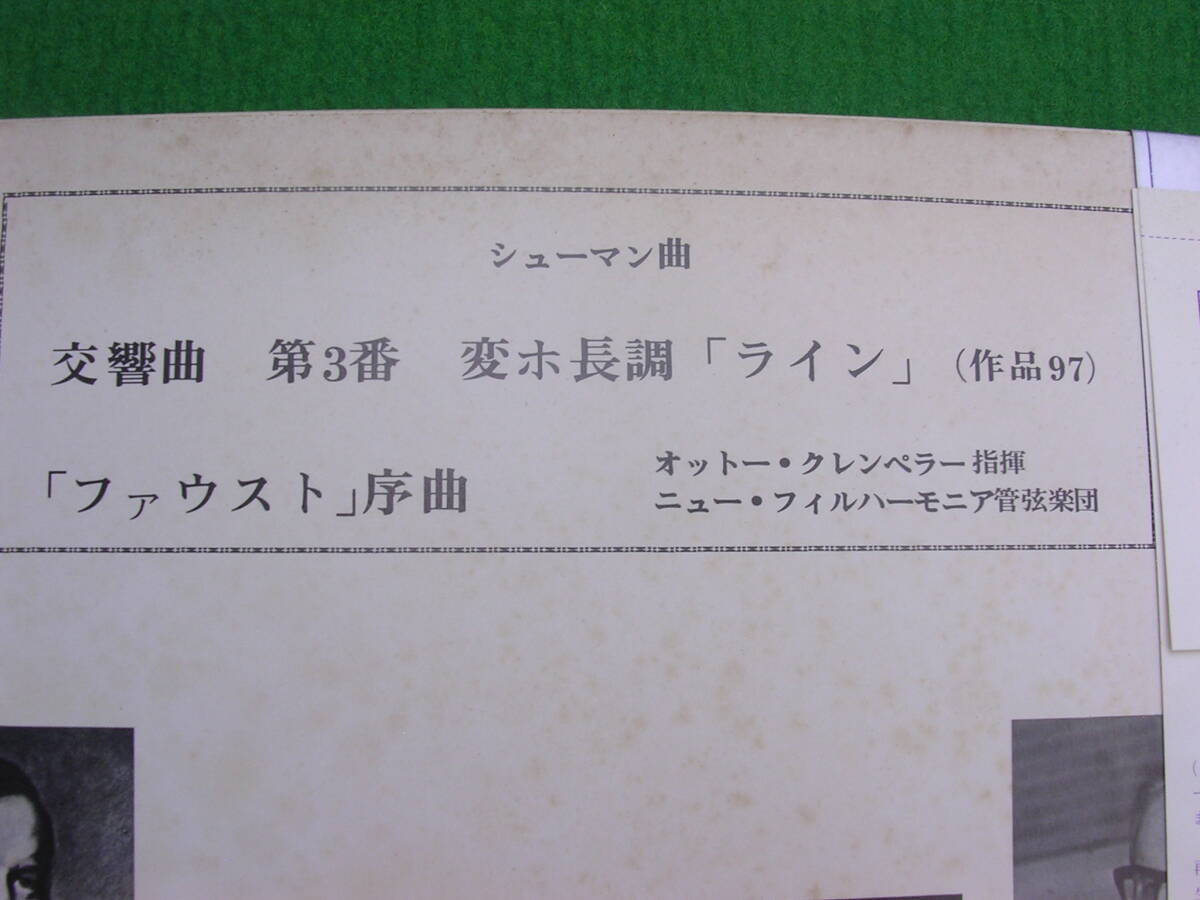 シューマン曲
交響曲　第3番　変ホ長調「ライン」（作品97）
「ファウスト」序曲
オットー・クレンペラー指揮
ニュー・フィルハーモニア管弦楽団